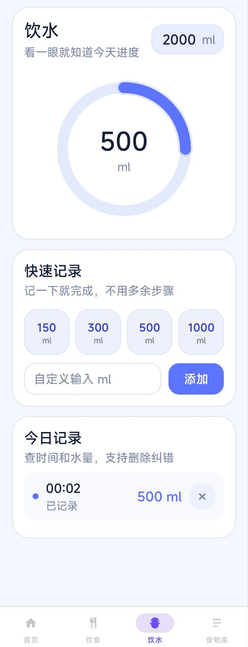 饮水
看一眼就知道今天进度
2000 ml
500
ml
快速记录
记一下就完成，不用多余步骤
150 300 500 1000
ml ml ml ml
自定义输入 ml 添加
今日记录
查时间和水量，支持删除纠错
00:02
已记录
500 ml ×
首页 饮食 饮水 食物库